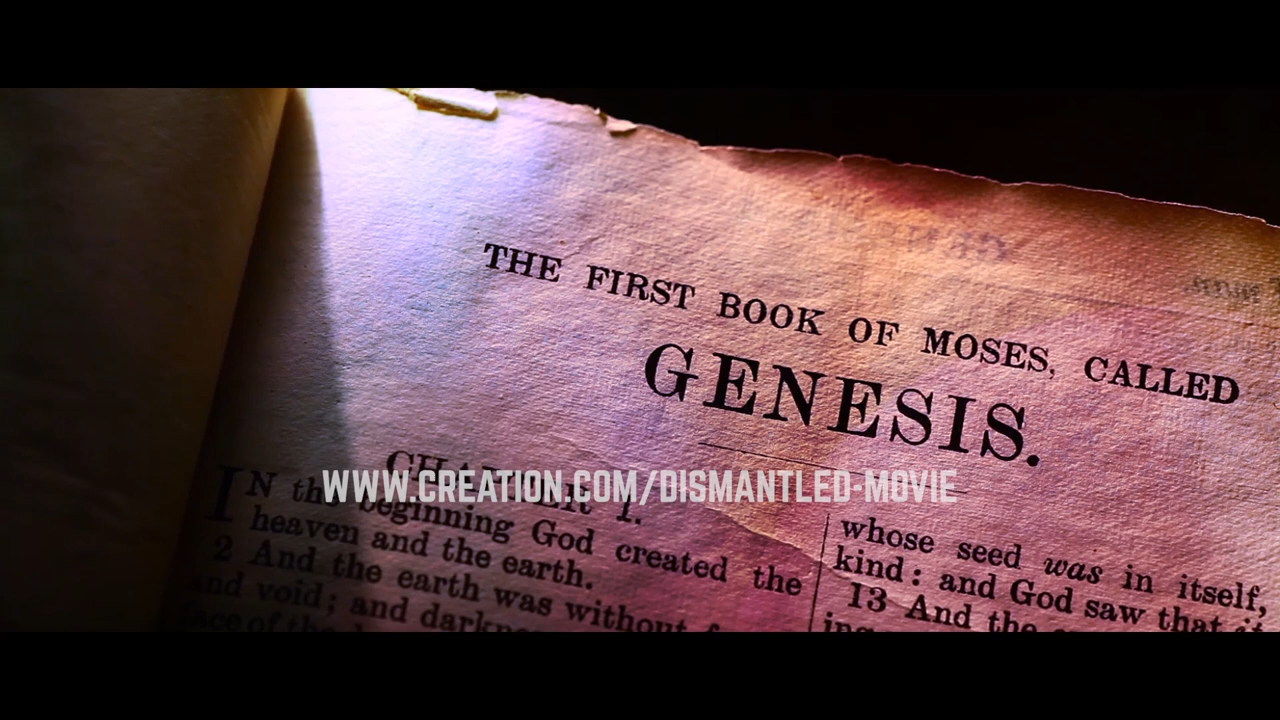 THE FIRST BOOK OF MOSES, CALLED
GENESIS.
CHAPTER I.
WWW.CREATION.COM/DISMANTLED-MOVIE
IN the beginning God created the
heaven and the earth.
2 And the earth was without
and void; and
whose seed was in itself,
kind: and God saw that it
13 And the